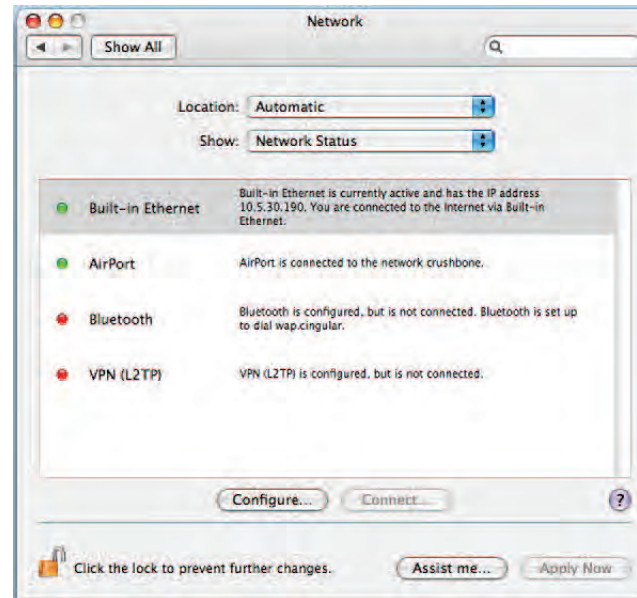 Network
Show All
Location: Automatic
Show: Network Status
Built-in Ethernet
Built-in Ethernet is currently active and has the IP address
10.5.30.190. You are connected to the Internet via Built-in
Ethernet.
AirPort
AirPort is connected to the network crushbone.
Bluetooth
Bluetooth is configured, but is not connected. Bluetooth is set up
to dial wap.cingular.
VPN (L2TP)
VPN (L2TP) is configured, but is not connected.
Configure... Connect... ?
Click the lock to prevent further changes. Assist me... Apply Now